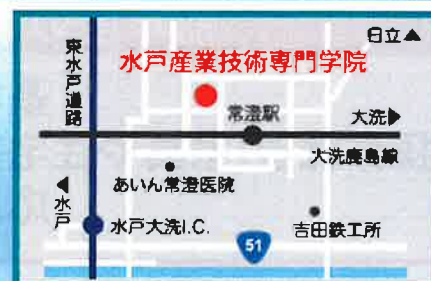 日立▲
東水戸道路
水戸産業技術専門学院
常澄駅
大洗▶
大洗鹿島線
あいん常澄医院
◀水戸
水戸大洗I.C.
吉田鉄工所
51